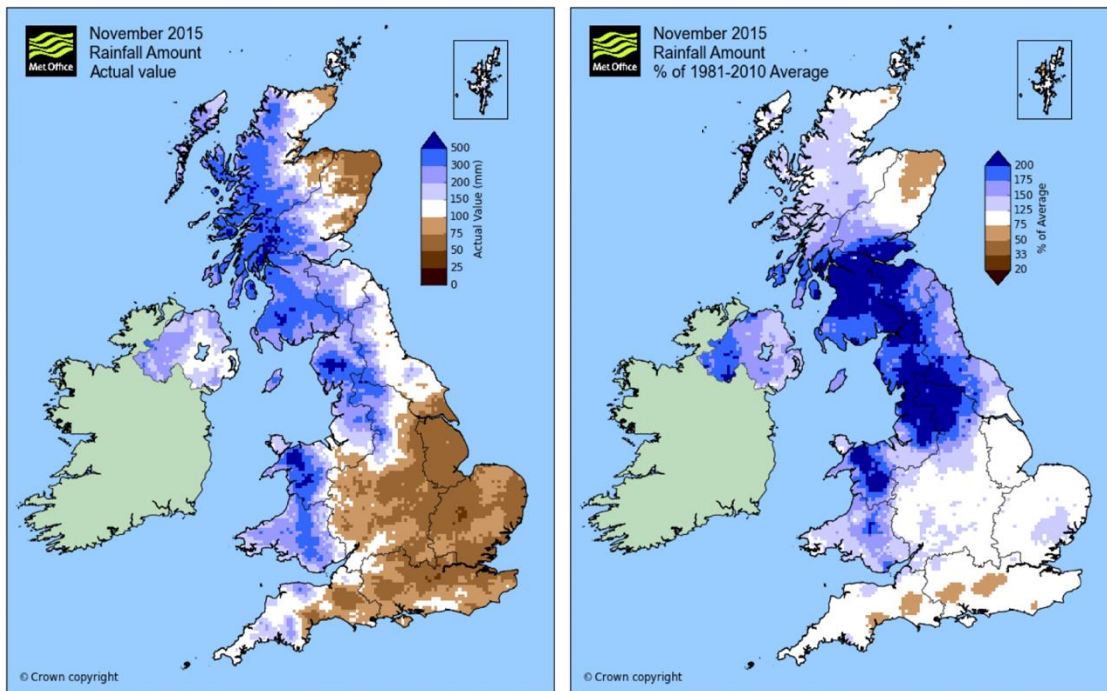 Met Office
November 2015
Rainfall Amount
Actual value
500
300
200
150
100
75
50
25
0
Actual Value (mm)
© Crown copyright
Met Office
November 2015
Rainfall Amount
% of 1981-2010 Average
200
175
150
125
75
50
33
20
% of Average
© Crown copyright